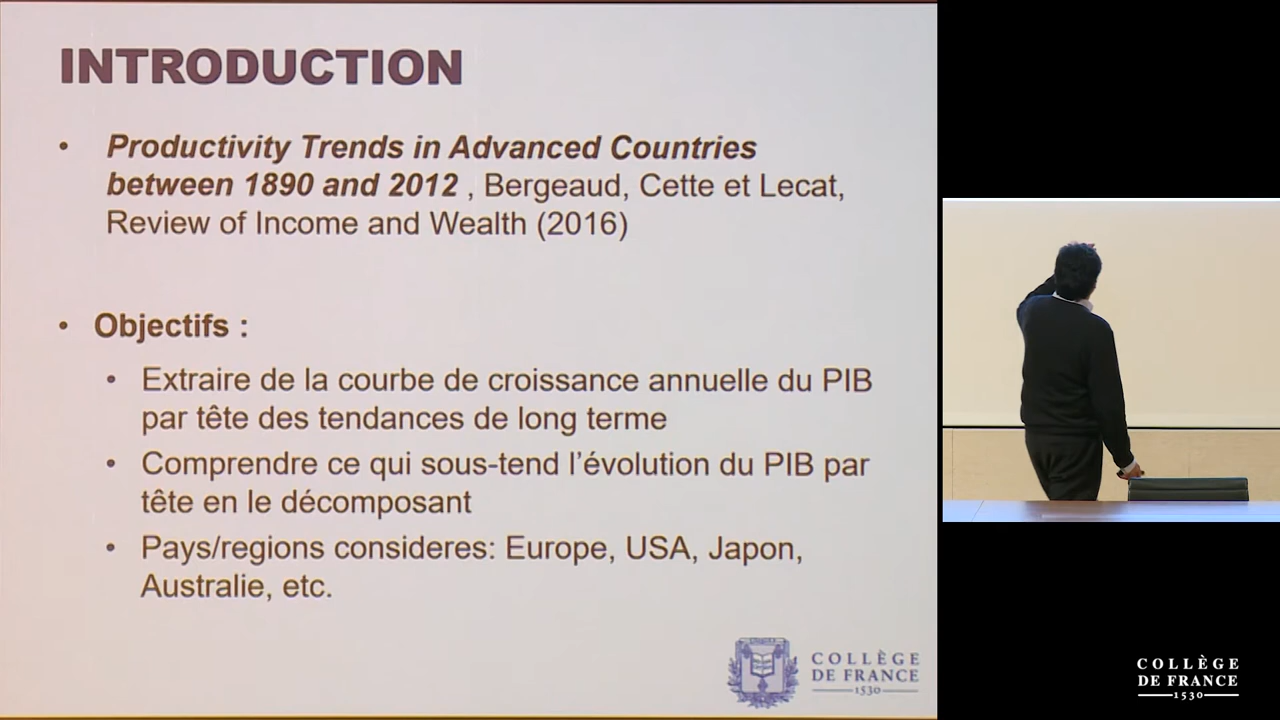 INTRODUCTION
• Productivity Trends in Advanced Countries
between 1890 and 2012 , Bergeaud, Cette et Lecat,
Review of Income and Wealth (2016)
• Objectifs :
• Extraire de la courbe de croissance annuelle du PIB
par tête des tendances de long terme
• Comprendre ce qui sous-tend l'évolution du PIB par
tête en le décomposant
• Pays/regions consideres: Europe, USA, Japon,
Australie, etc.
COLLÈGE
DE FRANCE
1530
COLLÈGE
DE FRANCE
1530